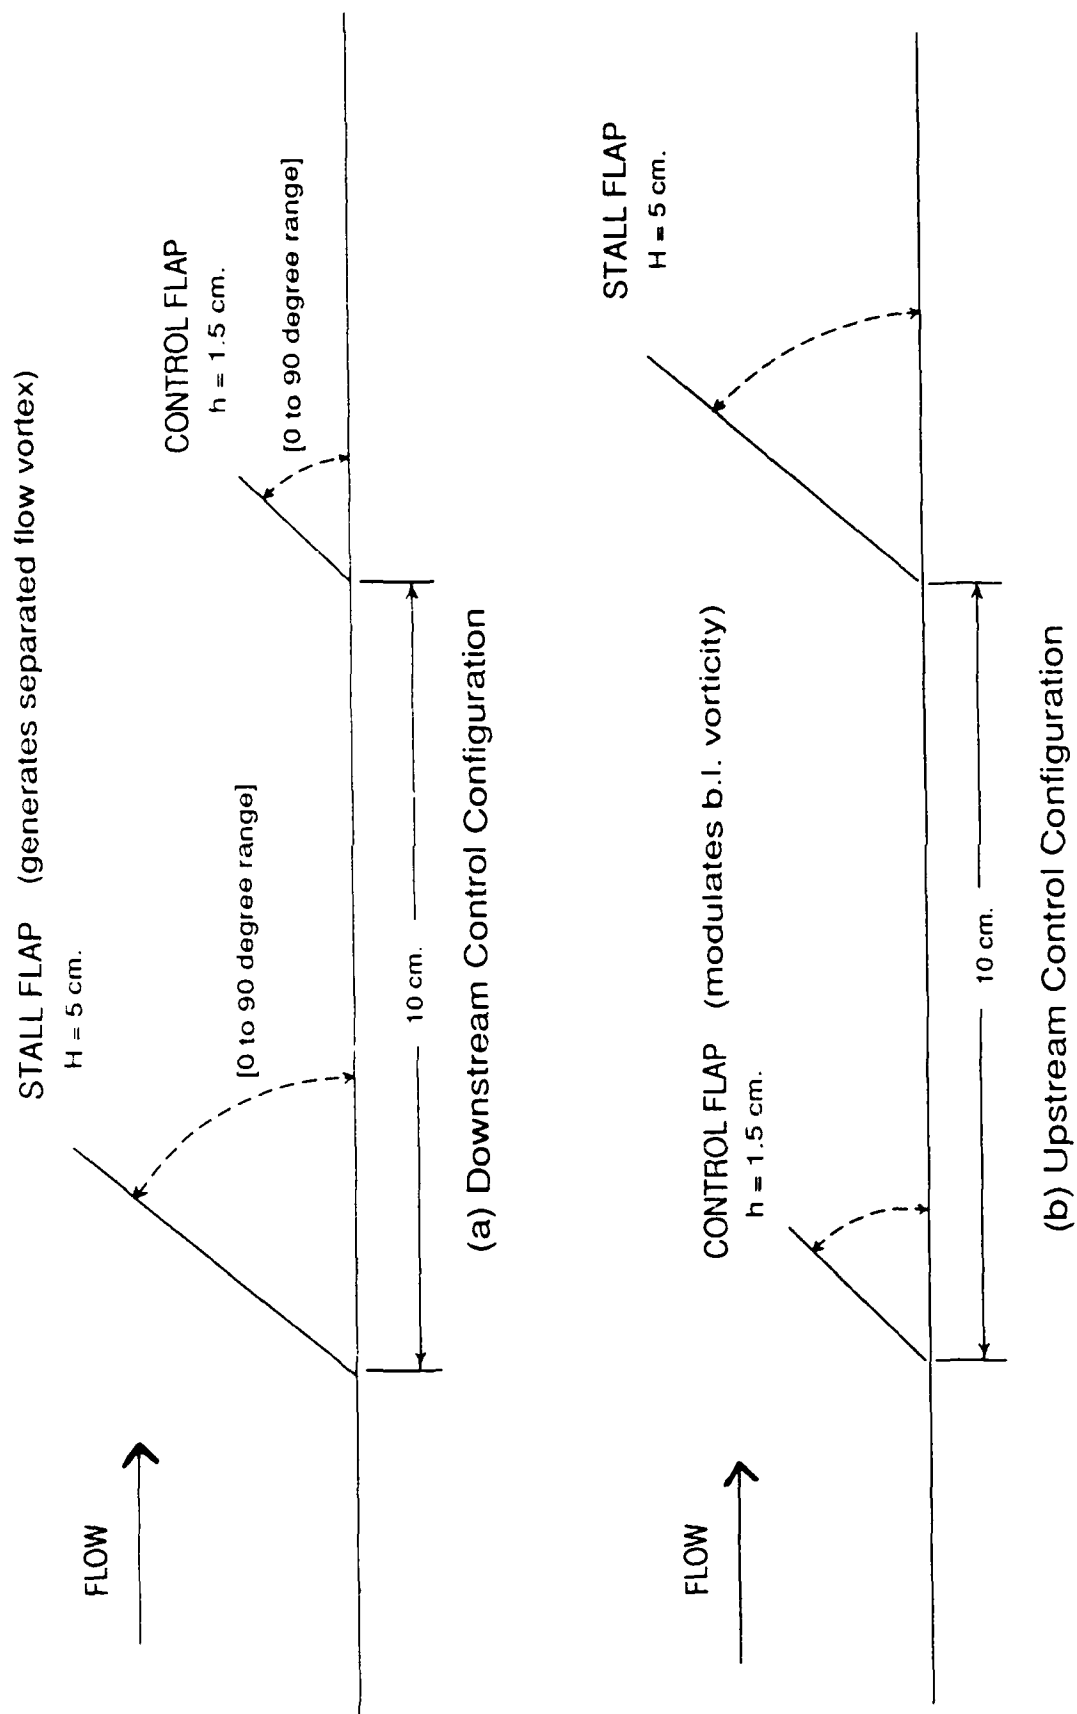 STALL FLAP (generates separated flow vortex)
H = 5 cm.
CONTROL FLAP
h = 1.5 cm.
[0 to 90 degree range]
[0 to 90 degree range]
FLOW
10 cm.
(a) Downstream Control Configuration
STALL FLAP
H = 5 cm.
CONTROL FLAP (modulates b.l. vorticity)
h = 1.5 cm.
FLOW
10 cm.
(b) Upstream Control Configuration